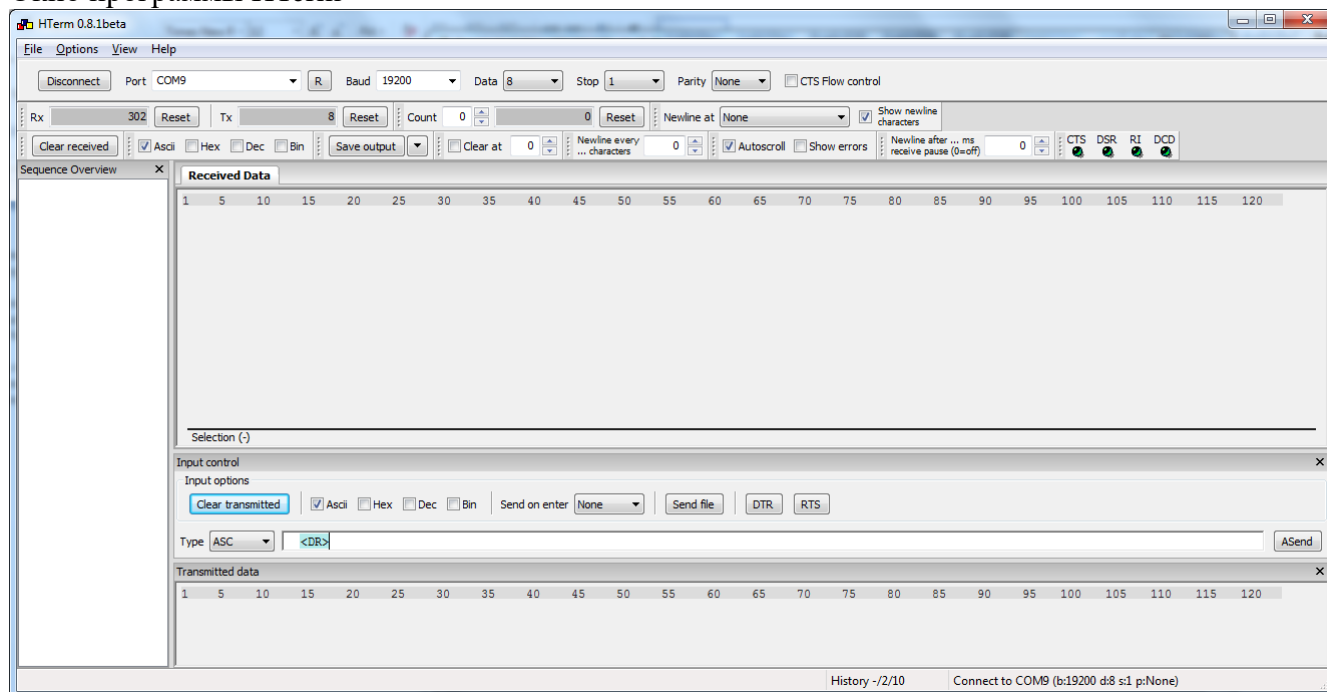 Окно программы HTerm
HTerm 0.8.1beta
File Options View Help
Disconnect Port COM9 R Baud 19200 Data 8 Stop 1 Parity None CTS Flow control
Rx 302 Reset Tx 8 Reset Count 0 0 Reset Newline at None Show newline characters
Clear received Ascii Hex Dec Bin Save output Clear at 0 Newline every ... characters 0 Autoscroll Show errors Newline after ... ms receive pause (0=off) 0 CTS DSR RI DCD
Sequence Overview
Received Data
1 5 10 15 20 25 30 35 40 45 50 55 60 65 70 75 80 85 90 95 100 105 110 115 120
Selection (-)
Input control
Input options
Clear transmitted Ascii Hex Dec Bin Send on enter None Send file DTR RTS
Type ASC <DR> ASend
Transmitted data
1 5 10 15 20 25 30 35 40 45 50 55 60 65 70 75 80 85 90 95 100 105 110 115 120
History -/2/10 Connect to COM9 (b:19200 d:8 s:1 p:None)